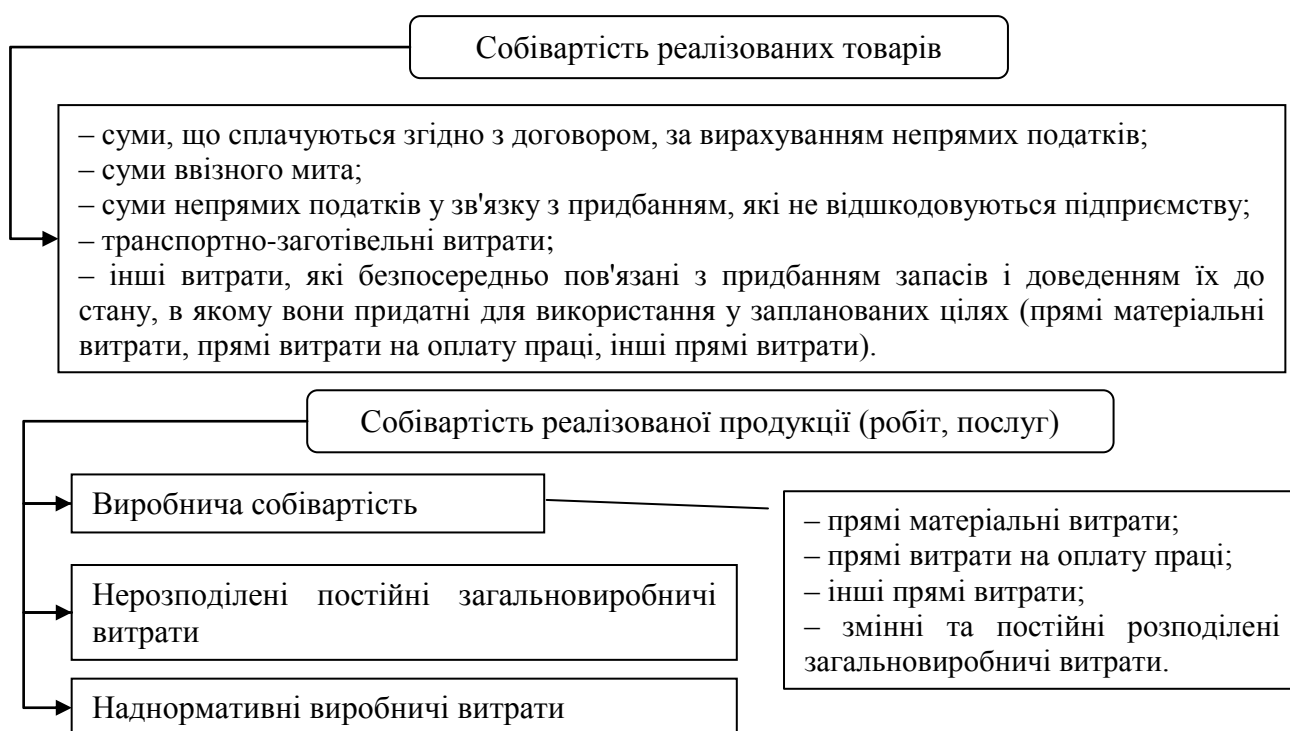 Собівартість реалізованих товарів
– суми, що сплачуються згідно з договором, за вирахуванням непрямих податків;
– суми ввізного мита;
– суми непрямих податків у зв'язку з придбанням, які не відшкодовуються підприємству;
– транспортно-заготівельні витрати;
– інші витрати, які безпосередньо пов'язані з придбанням запасів і доведенням їх до
стану, в якому вони придатні для використання у запланованих цілях (прямі матеріальні
витрати, прямі витрати на оплату праці, інші прямі витрати).
Собівартість реалізованої продукції (робіт, послуг)
Виробнича собівартість
– прямі матеріальні витрати;
– прямі витрати на оплату праці;
– інші прямі витрати;
– змінні та постійні розподілені
загальновиробничі витрати.
Нерозподілені постійні загальновиробничі
витрати
Наднормативні виробничі витрати